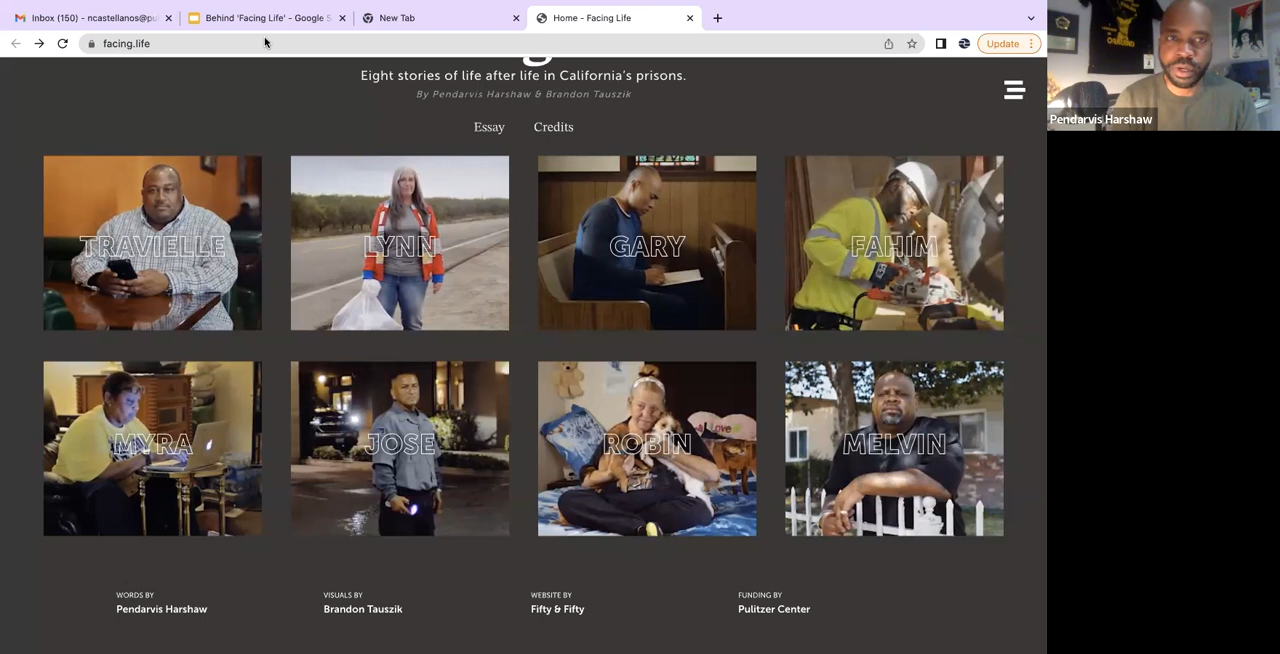 Inbox (150) - ncastellanos@pu
Behind 'Facing Life' - Google S
New Tab
Home - Facing Life
facing.life
Update
Pendarvis Harshaw
Eight stories of life after life in California's prisons.
By Pendarvis Harshaw & Brandon Tauszik
Essay
Credits
TRAVIELLE
LYNN
GARY
FAHIM
MYRA
JOSE
ROBIN
MELVIN
Love
WORDS BY
Pendarvis Harshaw
VISUALS BY
Brandon Tauszik
WEBSITE BY
Fifty & Fifty
FUNDING BY
Pulitzer Center